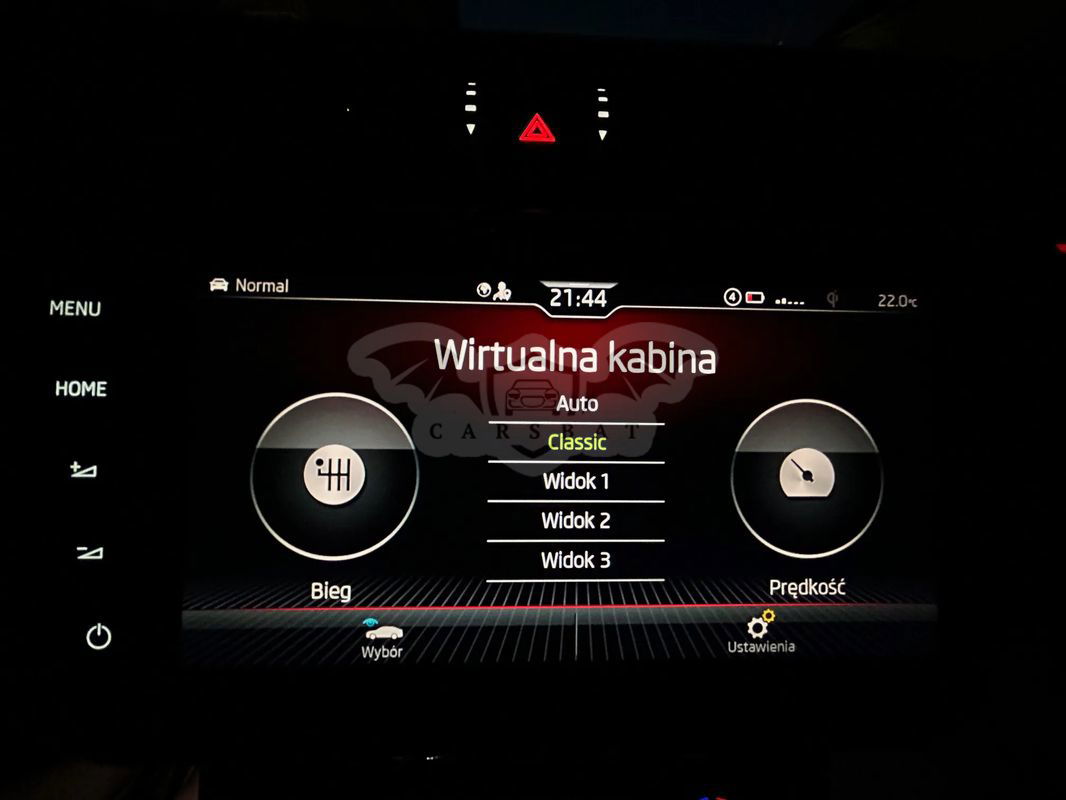 Normal
21:44
4
22.0°C
MENU
HOME
Wirtualna kabina
Auto
CARSBAT
Classic
Widok 1
Widok 2
Widok 3
Bieg
Prędkość
Wybór
Ustawienia